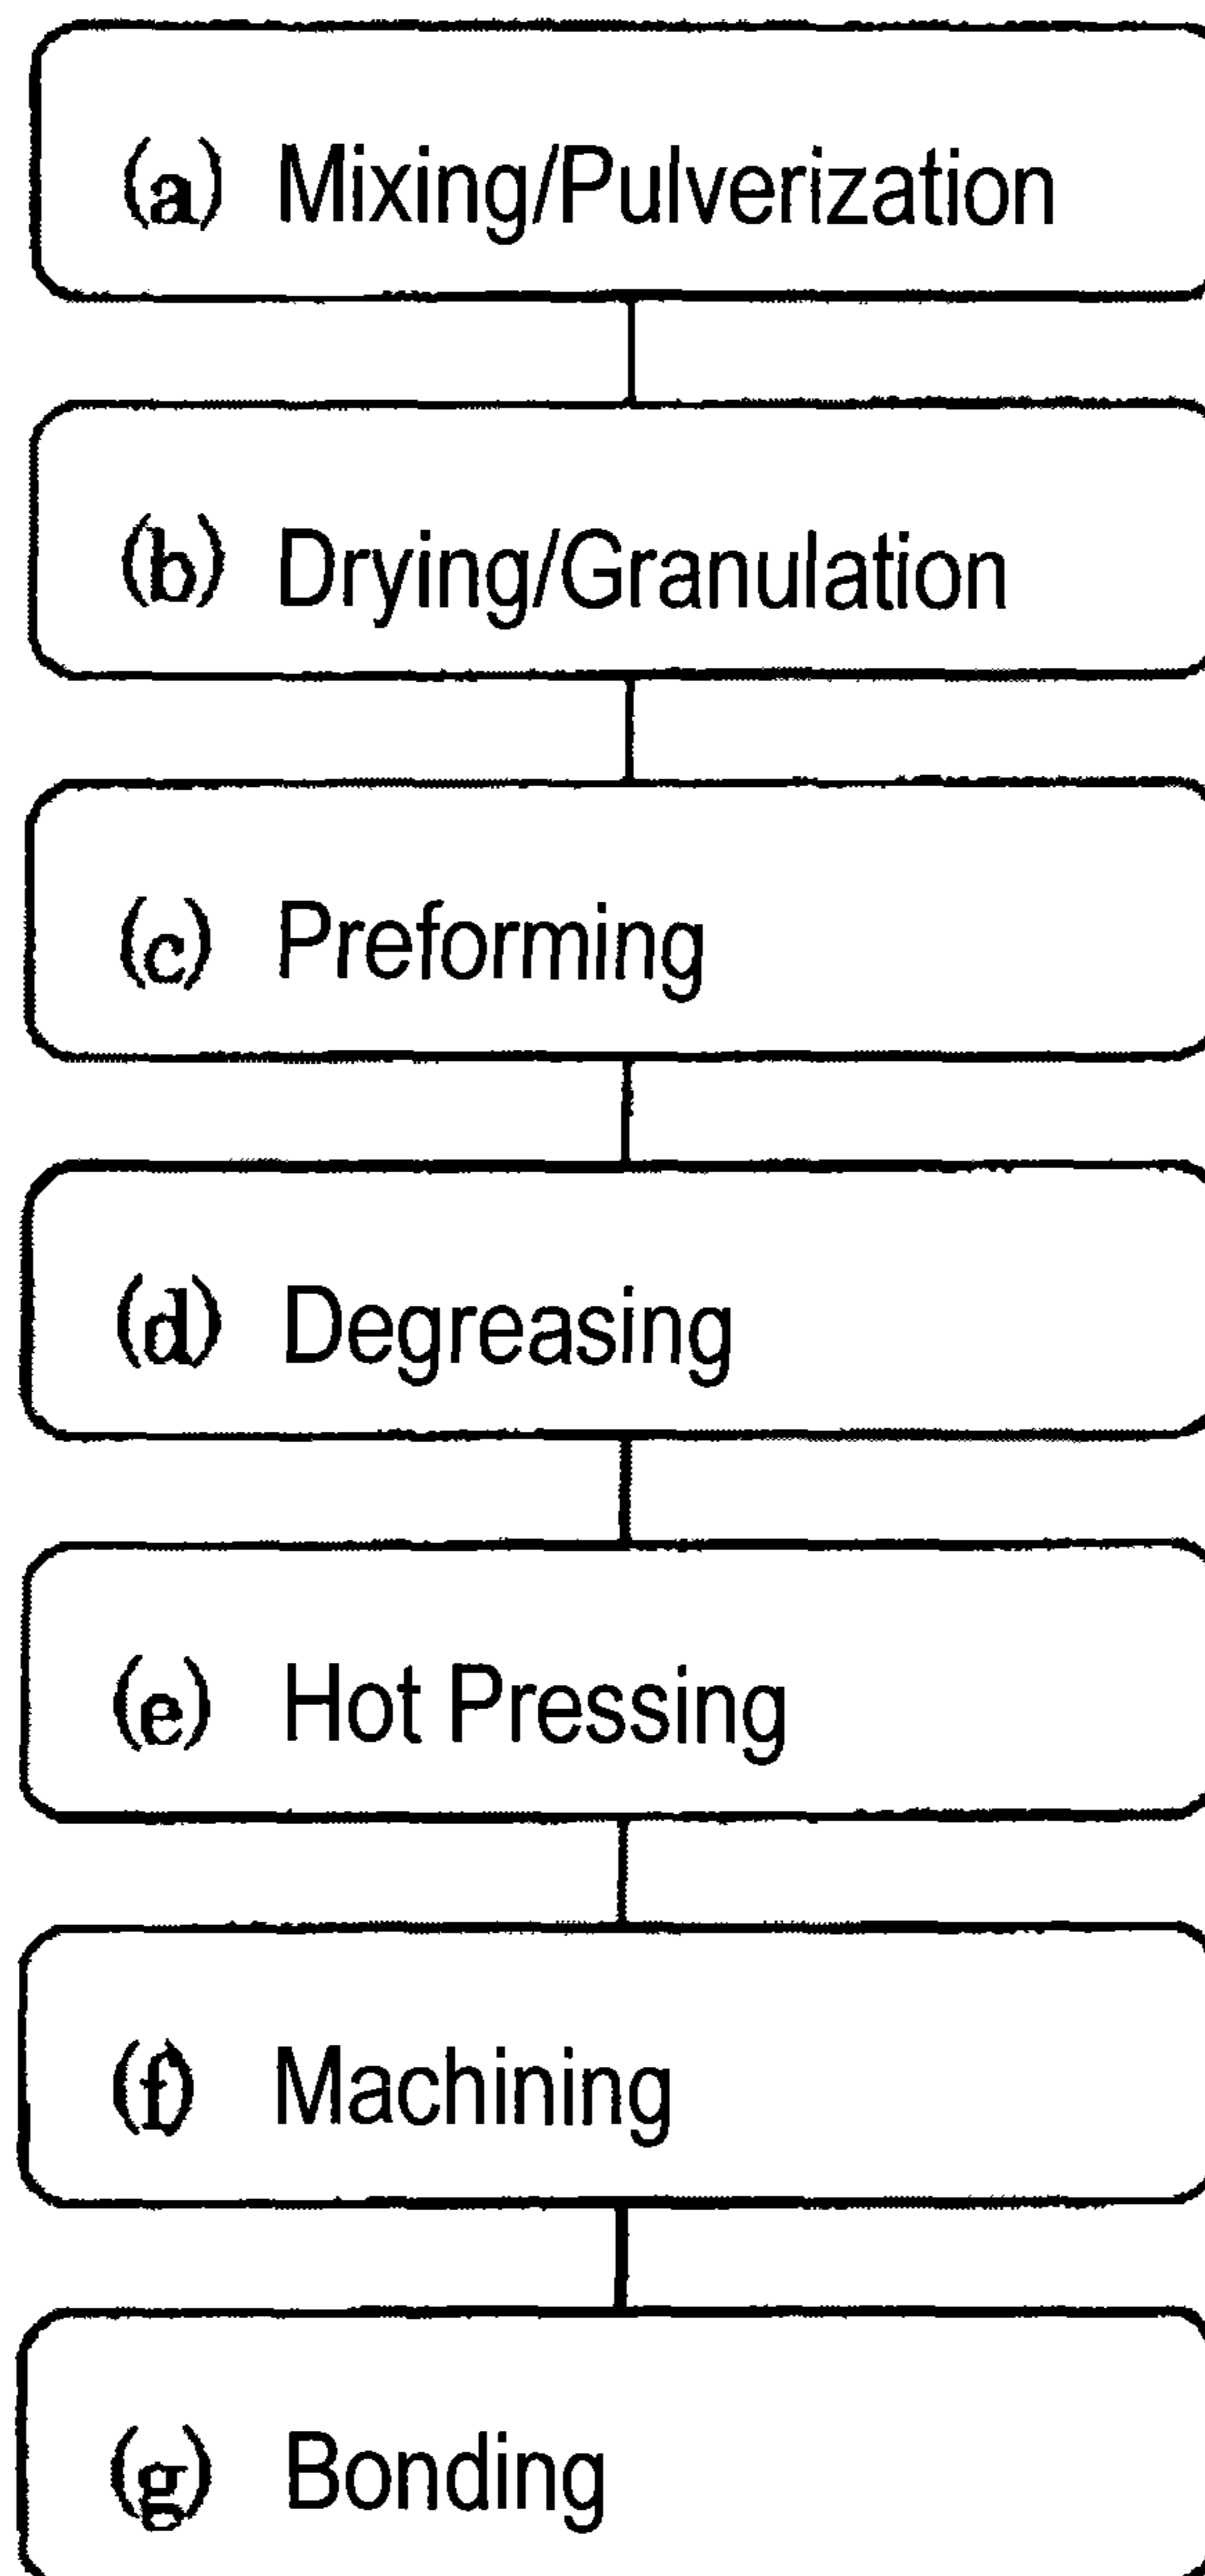 (a) Mixing/Pulverization
(b) Drying/Granulation
(c) Preforming
(d) Degreasing
(e) Hot Pressing
(f) Machining
(g) Bonding